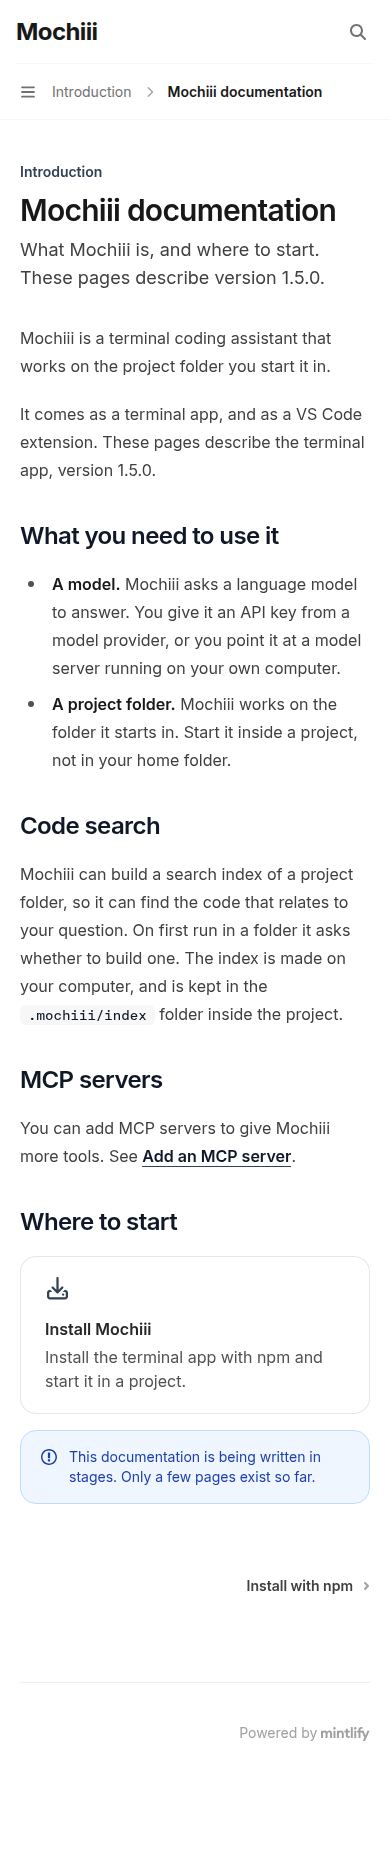 Mochiii
Introduction > Mochiii documentation
Introduction
Mochiii documentation
What Mochiii is, and where to start.
These pages describe version 1.5.0.
Mochiii is a terminal coding assistant that
works on the project folder you start it in.
It comes as a terminal app, and as a VS Code
extension. These pages describe the terminal
app, version 1.5.0.
What you need to use it
• A model. Mochiii asks a language model
to answer. You give it an API key from a
model provider, or you point it at a model
server running on your own computer.
• A project folder. Mochiii works on the
folder it starts in. Start it inside a project,
not in your home folder.
Code search
Mochiii can build a search index of a project
folder, so it can find the code that relates to
your question. On first run in a folder it asks
whether to build one. The index is made on
your computer, and is kept in the
.mochiii/index folder inside the project.
MCP servers
You can add MCP servers to give Mochiii
more tools. See Add an MCP server.
Where to start
Install Mochiii
Install the terminal app with npm and
start it in a project.
This documentation is being written in
stages. Only a few pages exist so far.
Install with npm >
Powered by mintlify